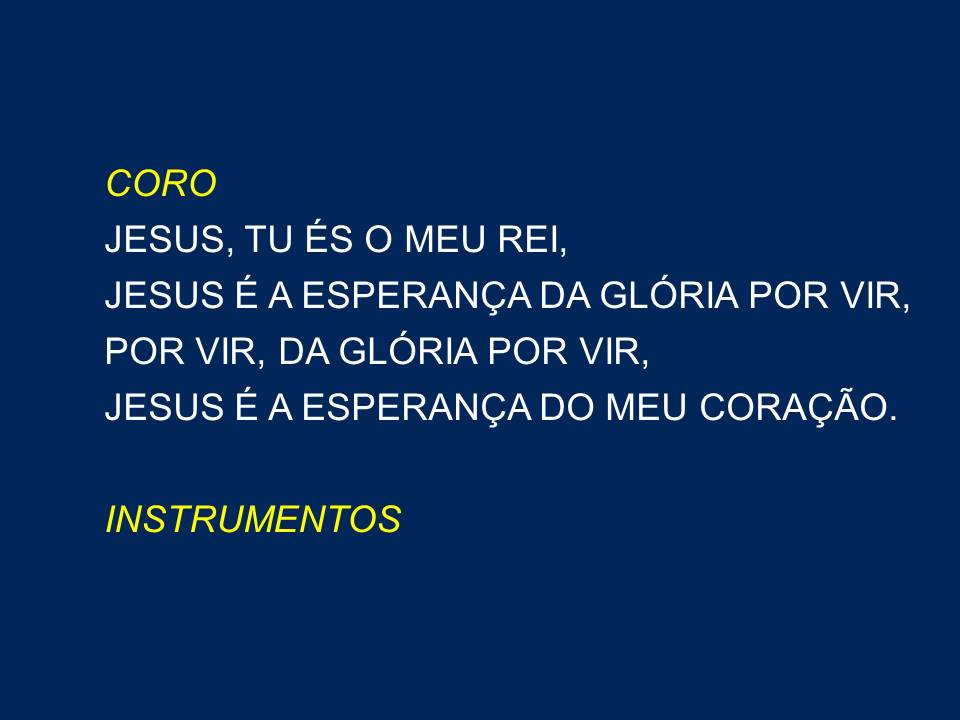 CORO
JESUS, TU ÉS O MEU REI,
JESUS É A ESPERANÇA DA GLÓRIA POR VIR,
POR VIR, DA GLÓRIA POR VIR,
JESUS É A ESPERANÇA DO MEU CORAÇÃO.
INSTRUMENTOS